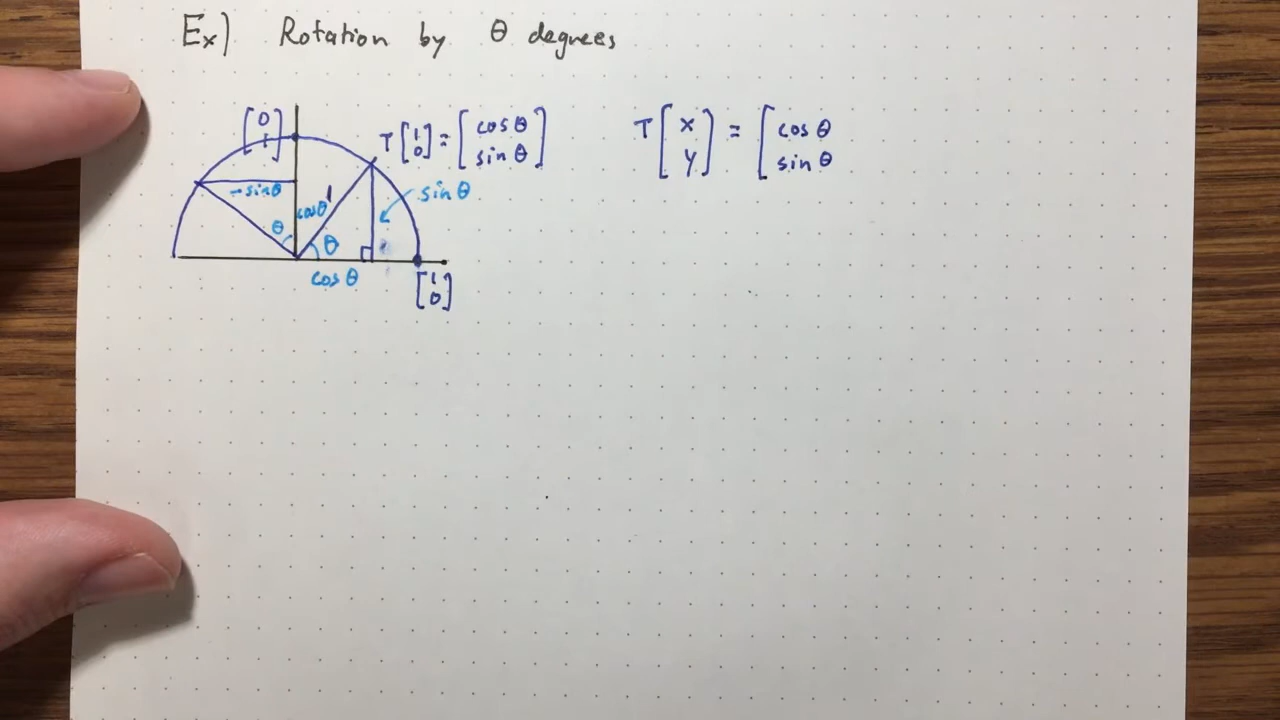 Ex) Rotation by θ degrees
[0 1]
T[1 0] = [cos θ sin θ]
T[x y] = [cos θ sin θ
-sin θ
cos θ
1
sin θ
θ
θ
cos θ
[1 0]